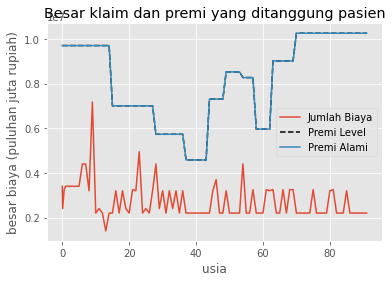 Besar klaim dan premi yang ditanggung pasien
1e7
1.0
0.8
0.6
0.4
0.2
besar biaya (puluhan juta rupiah)
Jumlah Biaya
Premi Level
Premi Alami
0 20 40 60 80
usia